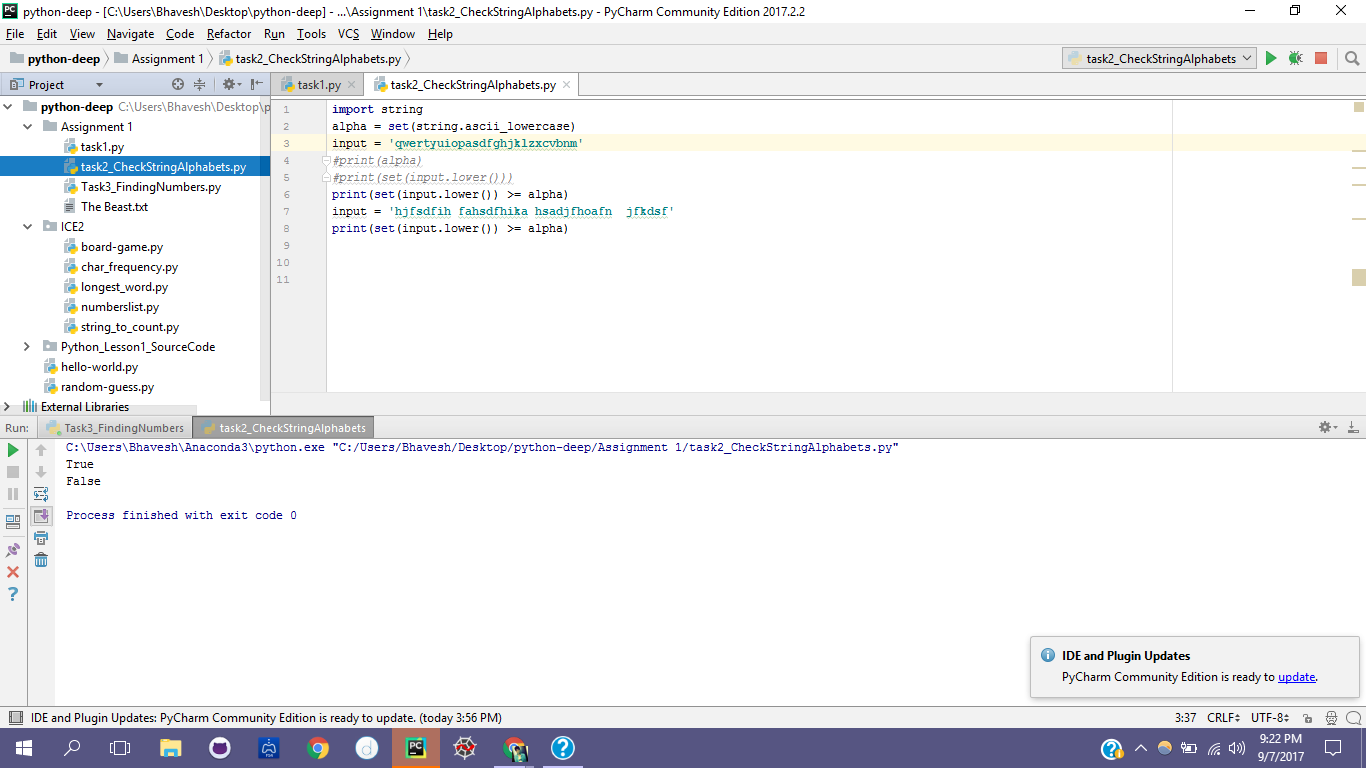 python-deep - [C:\Users\Bhavesh\Desktop\python-deep] - ...\Assignment 1\task2_CheckStringAlphabets.py - PyCharm Community Edition 2017.2.2
File Edit View Navigate Code Refactor Run Tools VCS Window Help
python-deep Assignment 1 task2_CheckStringAlphabets.py task2_CheckStringAlphabets
Project task1.py task2_CheckStringAlphabets.py
python-deep C:\Users\Bhavesh\Desktop\p
Assignment 1
task1.py
task2_CheckStringAlphabets.py
Task3_FindingNumbers.py
The Beast.txt
ICE2
board-game.py
char_frequency.py
longest_word.py
numberslist.py
string_to_count.py
Python_Lesson1_SourceCode
hello-world.py
random-guess.py
External Libraries
1 import string
2 alpha = set(string.ascii_lowercase)
3 input = 'qwertyuiopasdfghjklzxcvbnm'
4 #print(alpha)
5 #print(set(input.lower()))
6 print(set(input.lower()) >= alpha)
7 input = 'hjfsdfih fahsdfhika hsadjfhoafn  jfkdsf'
8 print(set(input.lower()) >= alpha)
9
10
11
Run: Task3_FindingNumbers task2_CheckStringAlphabets
C:\Users\Bhavesh\Anaconda3\python.exe "C:/Users/Bhavesh/Desktop/python-deep/Assignment 1/task2_CheckStringAlphabets.py"
True
False
Process finished with exit code 0
IDE and Plugin Updates
PyCharm Community Edition is ready to update.
IDE and Plugin Updates: PyCharm Community Edition is ready to update. (today 3:56 PM) 3:37 CRLF UTF-8
9:22 PM
9/7/2017